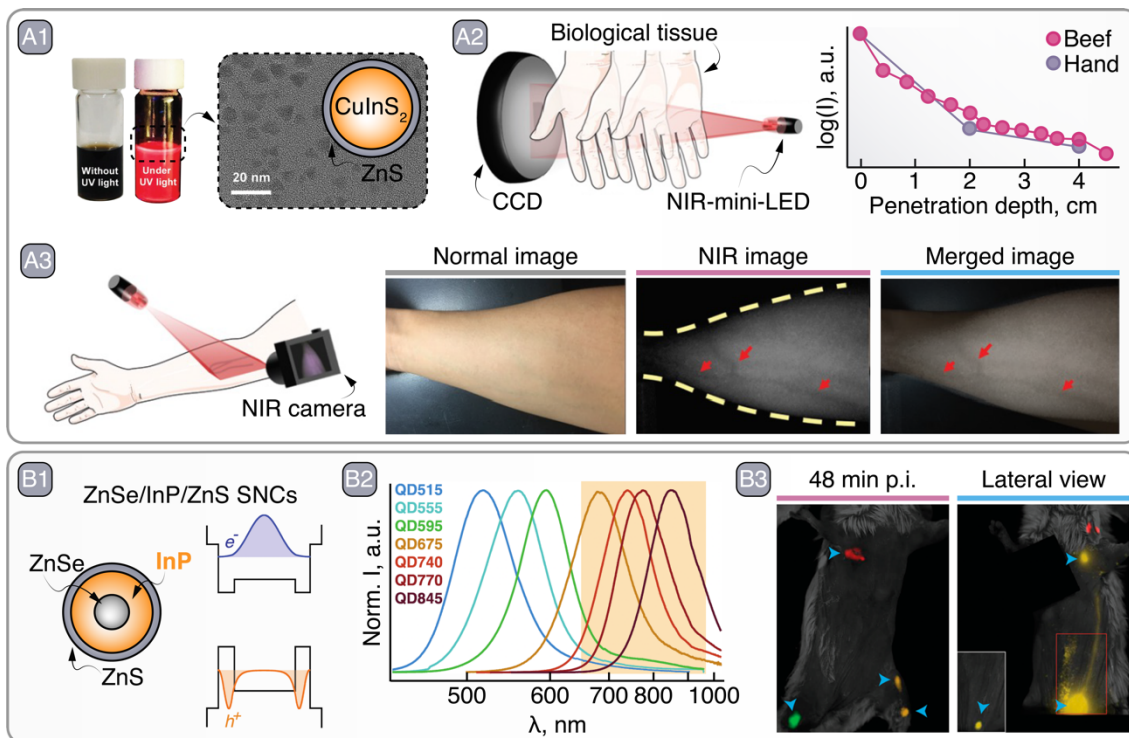 A1
Without
UV light
Under
UV light
CuInS₂
ZnS
20 nm
A2
Biological tissue
CCD
NIR-mini-LED
log(I), a.u.
Beef
Hand
0 1 2 3 4
Penetration depth, cm
A3
NIR camera
Normal image
NIR image
Merged image
B1
ZnSe/InP/ZnS SNCs
ZnSe
InP
ZnS
e⁻
h⁺
B2
Norm. I, a.u.
QD515
QD555
QD595
QD675
QD740
QD770
QD845
500 600 700 800 1000
λ, nm
B3
48 min p.i.
Lateral view